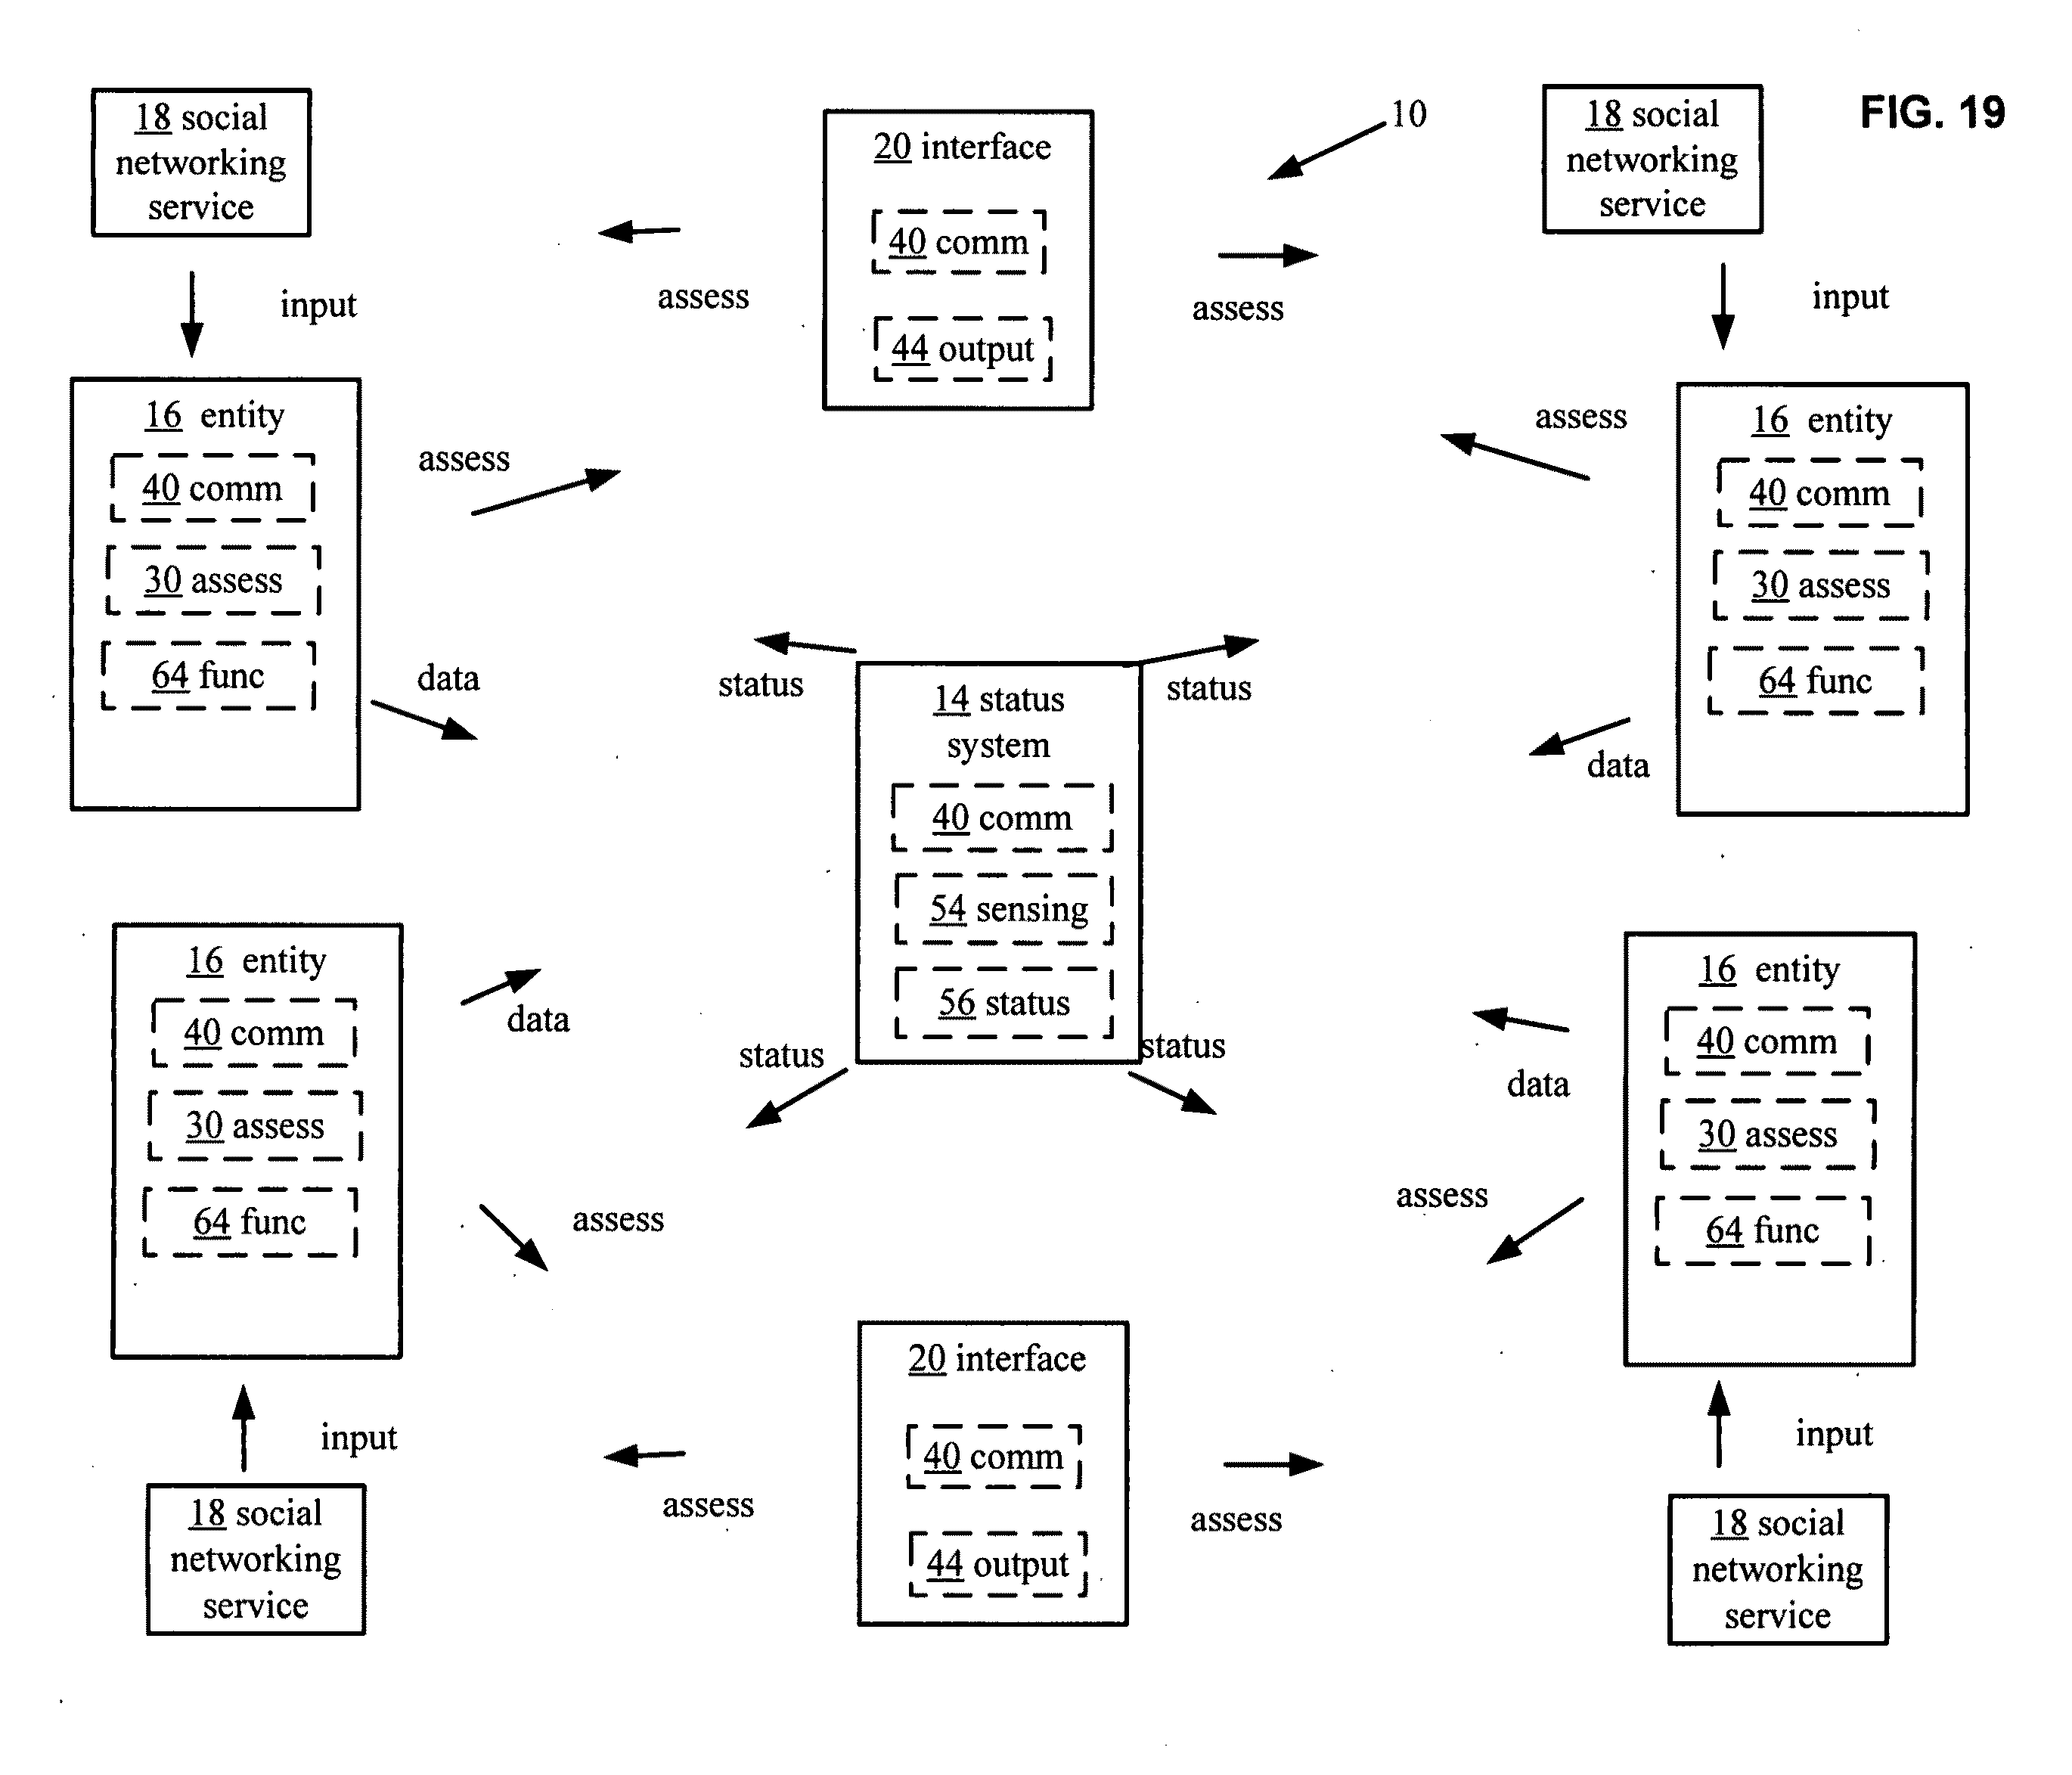 FIG. 19
10
18 social
networking
service
input
16 entity
40 comm
30 assess
64 func
assess
data
20 interface
40 comm
44 output
assess
assess
18 social
networking
service
input
16 entity
40 comm
30 assess
64 func
assess
data
status
status
14 status
system
40 comm
54 sensing
56 status
status
status
16 entity
40 comm
30 assess
64 func
data
assess
input
18 social
networking
service
20 interface
40 comm
44 output
assess
assess
16 entity
40 comm
30 assess
64 func
data
assess
input
18 social
networking
service